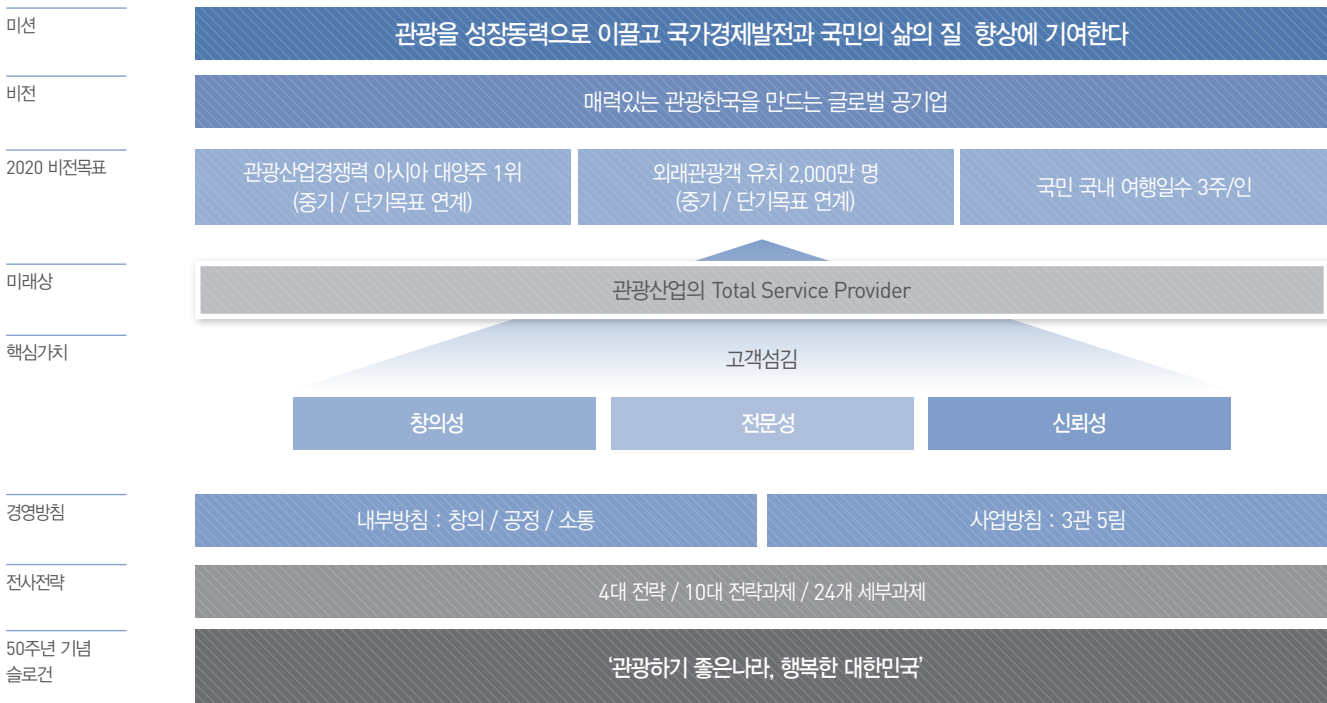 미션
관광을 성장동력으로 이끌고 국가경제발전과 국민의 삶의 질 향상에 기여한다
비전
매력있는 관광한국을 만드는 글로벌 공기업
2020 비전목표
관광산업경쟁력 아시아 대양주 1위
(중기 / 단기목표 연계)
외래관광객 유치 2,000만 명
(중기 / 단기목표 연계)
국민 국내 여행일수 3주/인
미래상
관광산업의 Total Service Provider
핵심가치
고객섬김
창의성
전문성
신뢰성
경영방침
내부방침 : 창의 / 공정 / 소통
사업방침 : 3관 5림
전사전략
4대 전략 / 10대 전략과제 / 24개 세부과제
50주년 기념
슬로건
‘관광하기 좋은나라, 행복한 대한민국’